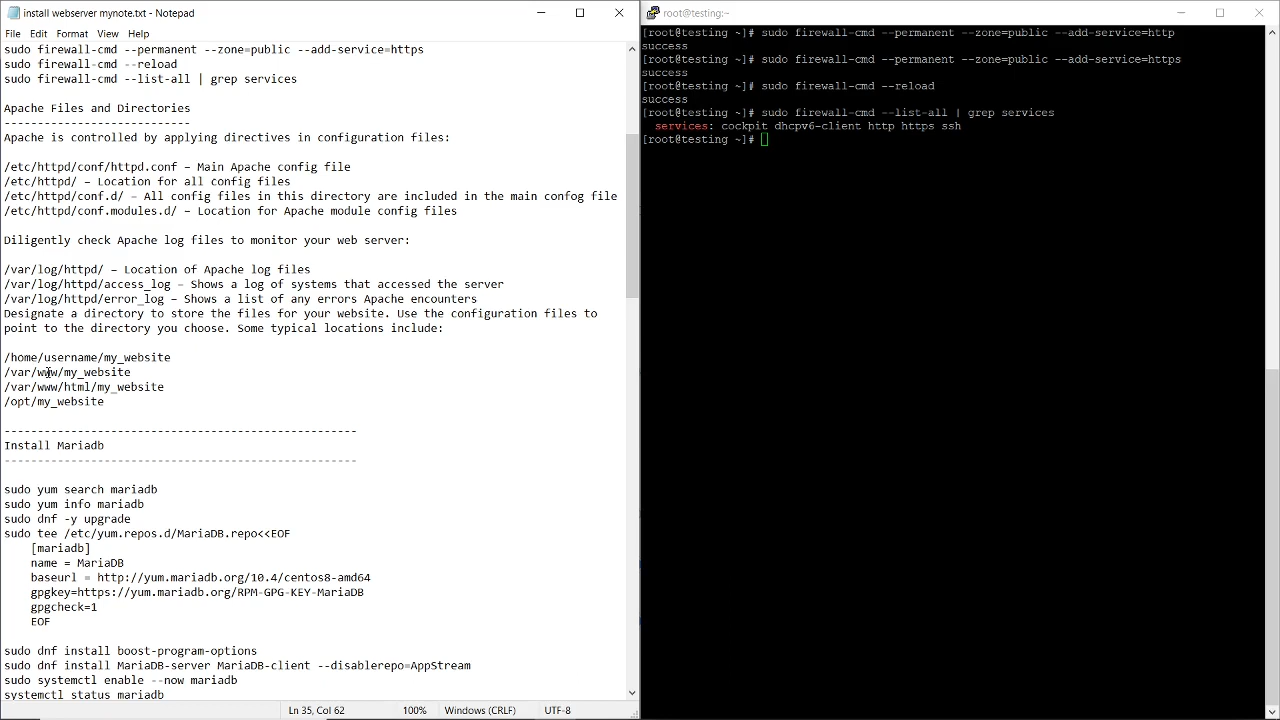 install webserver mynote.txt - Notepad
File Edit Format View Help
sudo firewall-cmd --permanent --zone=public --add-service=https
sudo firewall-cmd --reload
sudo firewall-cmd --list-all | grep services
Apache Files and Directories
----------------------------
Apache is controlled by applying directives in configuration files:
/etc/httpd/conf/httpd.conf – Main Apache config file
/etc/httpd/ – Location for all config files
/etc/httpd/conf.d/ – All config files in this directory are included in the main confog file
/etc/httpd/conf.modules.d/ – Location for Apache module config files
Diligently check Apache log files to monitor your web server:
/var/log/httpd/ – Location of Apache log files
/var/log/httpd/access_log – Shows a log of systems that accessed the server
/var/log/httpd/error_log – Shows a list of any errors Apache encounters
Designate a directory to store the files for your website. Use the configuration files to
point to the directory you choose. Some typical locations include:
/home/username/my_website
/var/www/my_website
/var/www/html/my_website
/opt/my_website
-----------------------------------------------------
Install Mariadb
-----------------------------------------------------
sudo yum search mariadb
sudo yum info mariadb
sudo dnf -y upgrade
sudo tee /etc/yum.repos.d/MariaDB.repo<<EOF
[mariadb]
name = MariaDB
baseurl = http://yum.mariadb.org/10.4/centos8-amd64
gpgkey=https://yum.mariadb.org/RPM-GPG-KEY-MariaDB
gpgcheck=1
EOF
sudo dnf install boost-program-options
sudo dnf install MariaDB-server MariaDB-client --disablerepo=AppStream
sudo systemctl enable --now mariadb
systemctl status mariadb
Ln 35, Col 62 100% Windows (CRLF) UTF-8
root@testing:~
[root@testing ~]# sudo firewall-cmd --permanent --zone=public --add-service=http
success
[root@testing ~]# sudo firewall-cmd --permanent --zone=public --add-service=https
success
[root@testing ~]# sudo firewall-cmd --reload
success
[root@testing ~]# sudo firewall-cmd --list-all | grep services
services: cockpit dhcpv6-client http https ssh
[root@testing ~]#